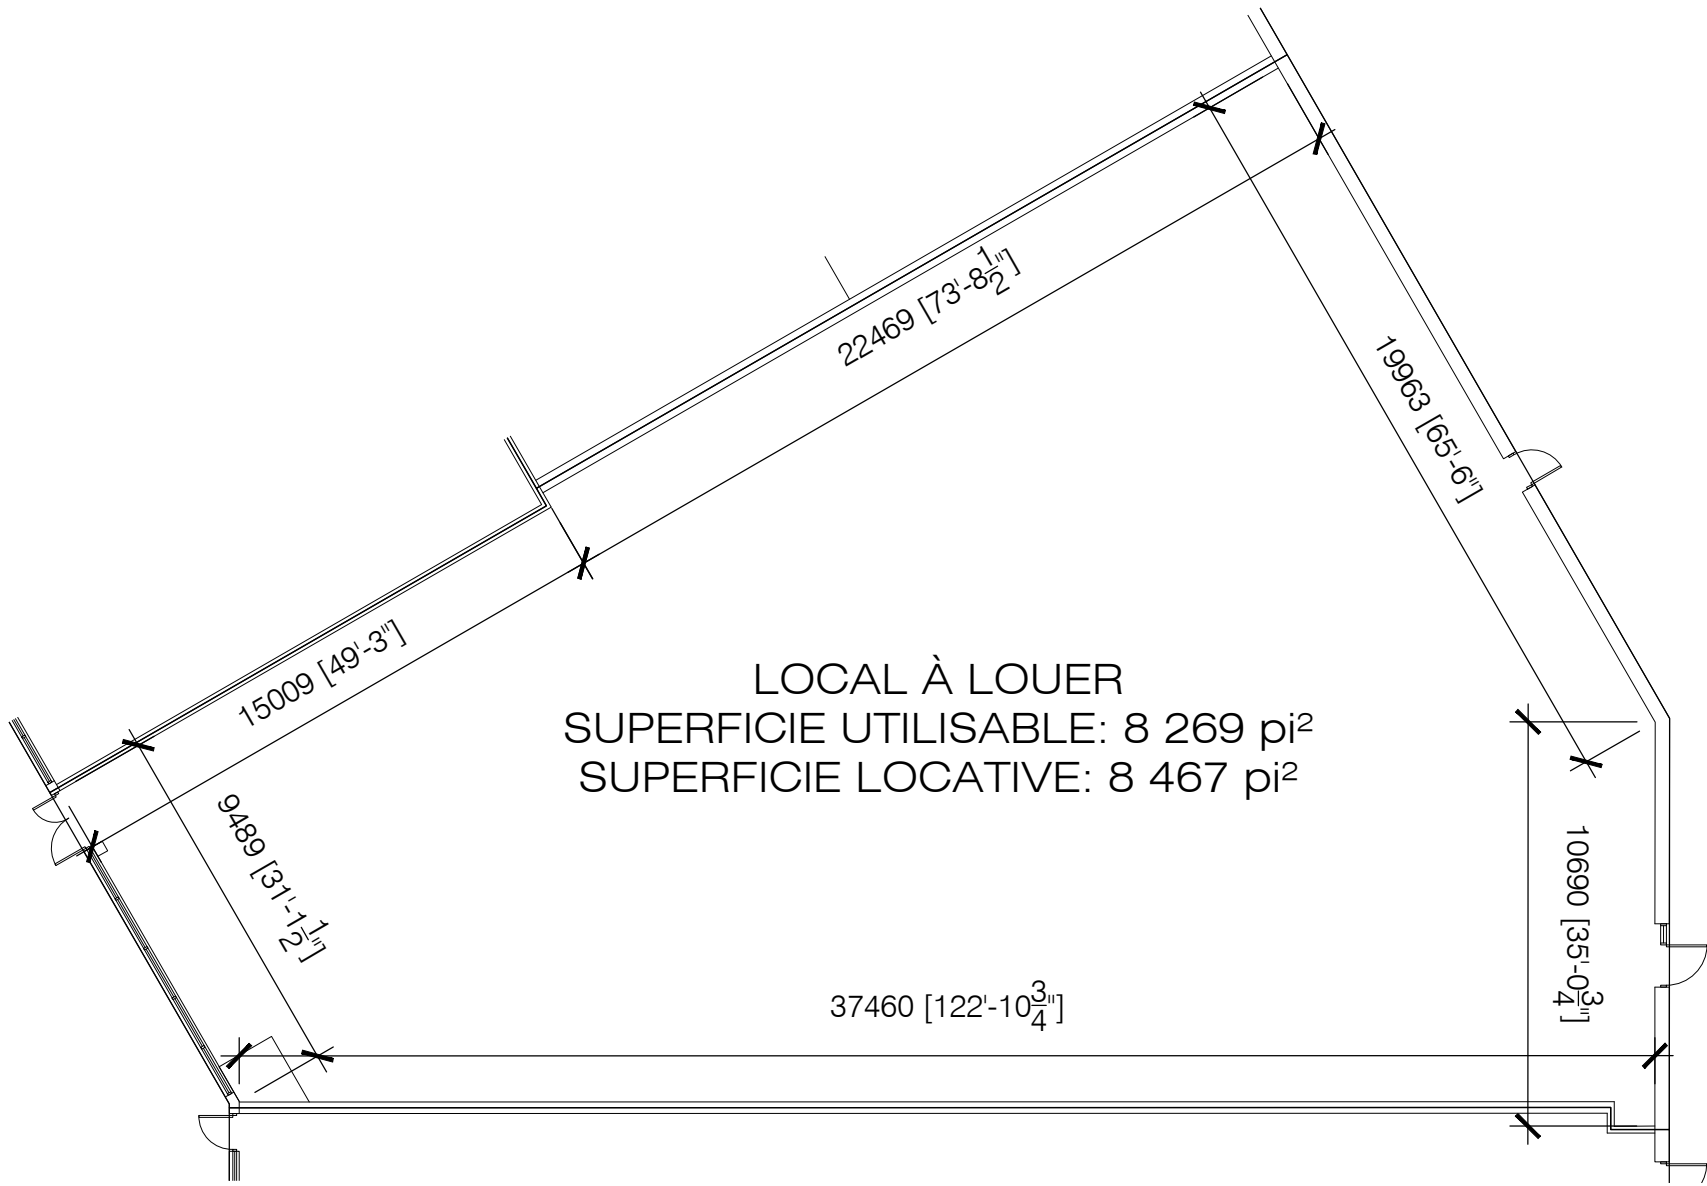 22469 [73'-8 1/2"]
19963 [65'-6"]
15009 [49'-3"]
LOCAL À LOUER
SUPERFICIE UTILISABLE: 8 269 pi²
SUPERFICIE LOCATIVE: 8 467 pi²
9489 [31'-1 1/2"]
10690 [35'-0 3/4"]
37460 [122'-10 3/4"]